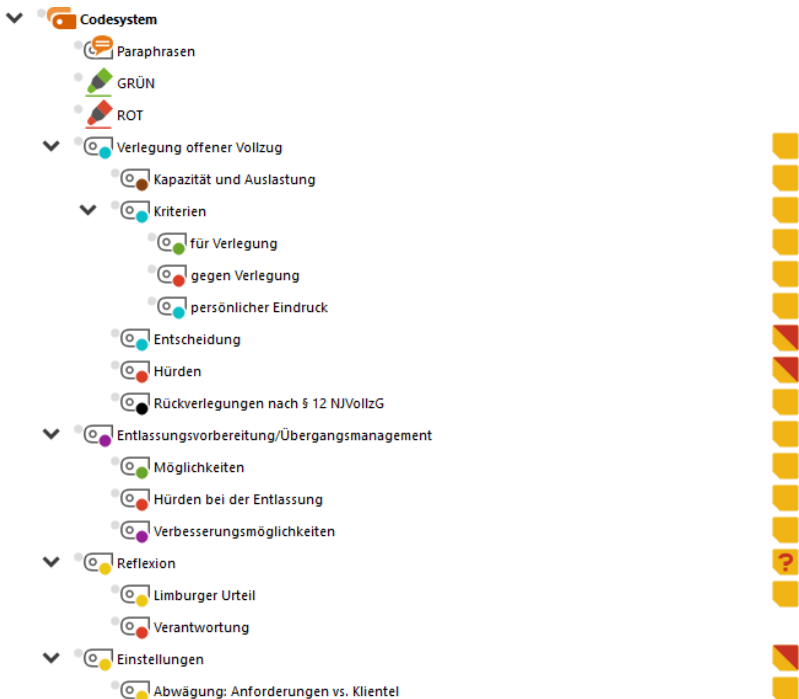 Codesystem
Paraphrasen
GRÜN
ROT
Verlegung offener Vollzug
Kapazität und Auslastung
Kriterien
für Verlegung
gegen Verlegung
persönlicher Eindruck
Entscheidung
Hürden
Rückverlegungen nach § 12 NJVollzG
Entlassungsvorbereitung/Übergangsmanagement
Möglichkeiten
Hürden bei der Entlassung
Verbesserungsmöglichkeiten
Reflexion ?
Limburger Urteil
Verantwortung
Einstellungen
Abwägung: Anforderungen vs. Klientel